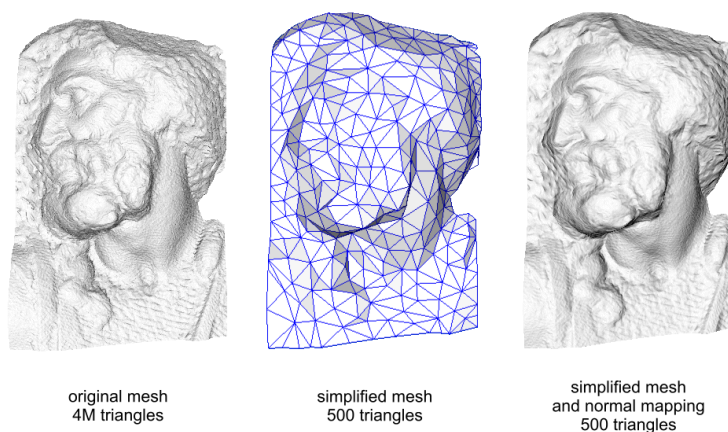 original mesh
4M triangles
simplified mesh
500 triangles
simplified mesh
and normal mapping
500 triangles